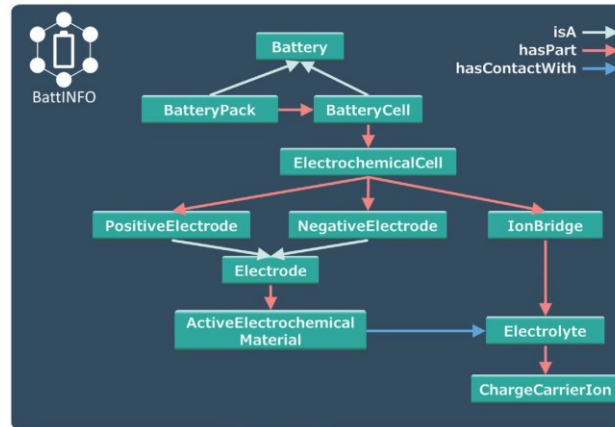 isA
hasPart
hasContactWith
BattINFO
Battery
BatteryPack
BatteryCell
ElectrochemicalCell
PositiveElectrode
NegativeElectrode
IonBridge
Electrode
ActiveElectrochemical
Material
Electrolyte
ChargeCarrierIon